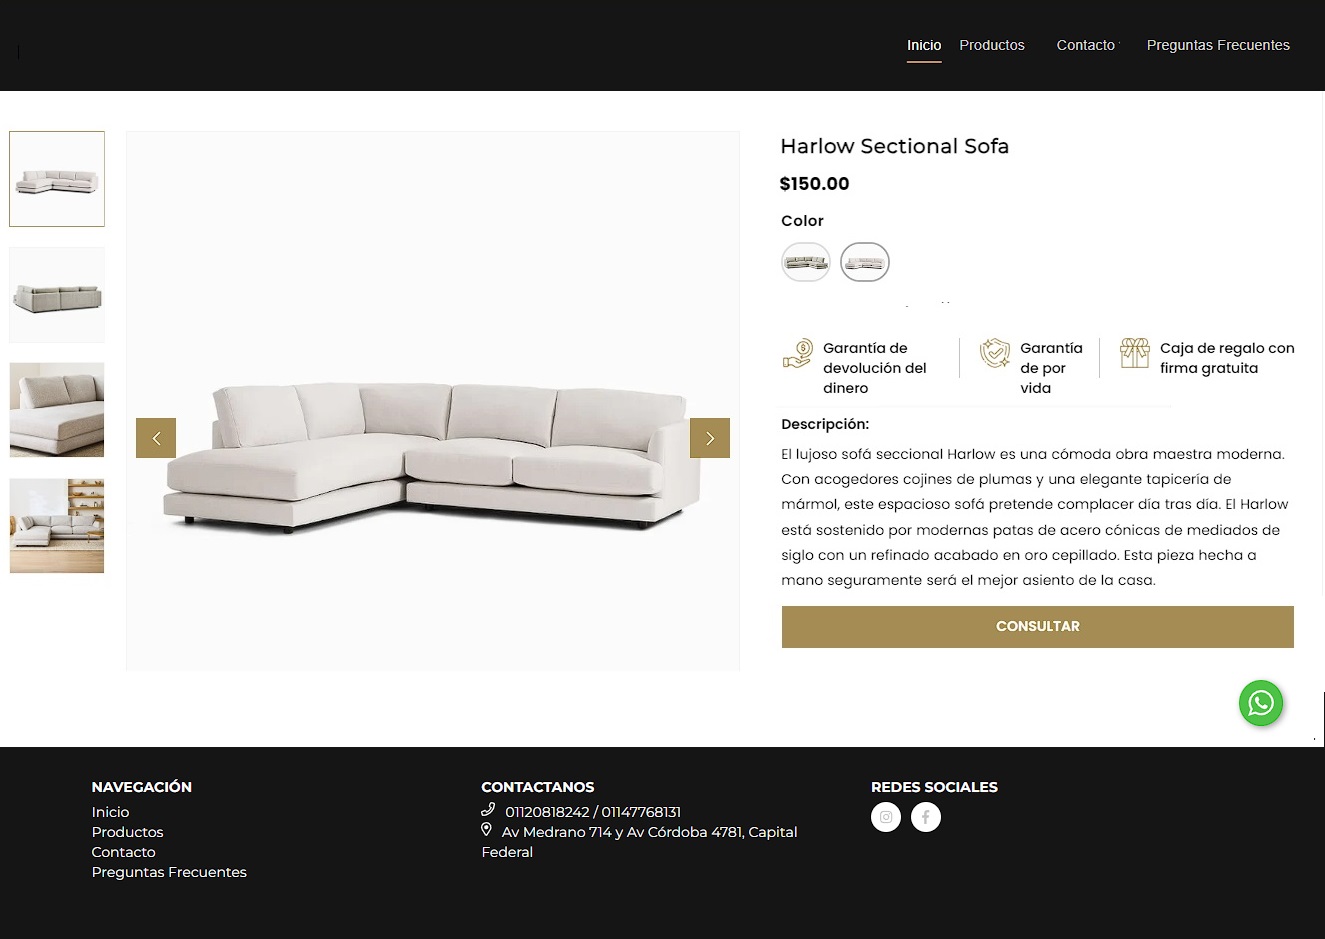 Inicio Productos Contacto Preguntas Frecuentes
Harlow Sectional Sofa
$150.00
Color
Garantía de
devolución del
dinero
Garantía
de por
vida
Caja de regalo con
firma gratuita
Descripción:
El lujoso sofá seccional Harlow es una cómoda obra maestra moderna.
Con acogedores cojines de plumas y una elegante tapicería de
mármol, este espacioso sofá pretende complacer día tras día. El Harlow
está sostenido por modernas patas de acero cónicas de mediados de
siglo con un refinado acabado en oro cepillado. Esta pieza hecha a
mano seguramente será el mejor asiento de la casa.
CONSULTAR
NAVEGACIÓN
Inicio
Productos
Contacto
Preguntas Frecuentes
CONTACTANOS
01120818242 / 01147768131
Av Medrano 714 y Av Córdoba 4781, Capital
Federal
REDES SOCIALES